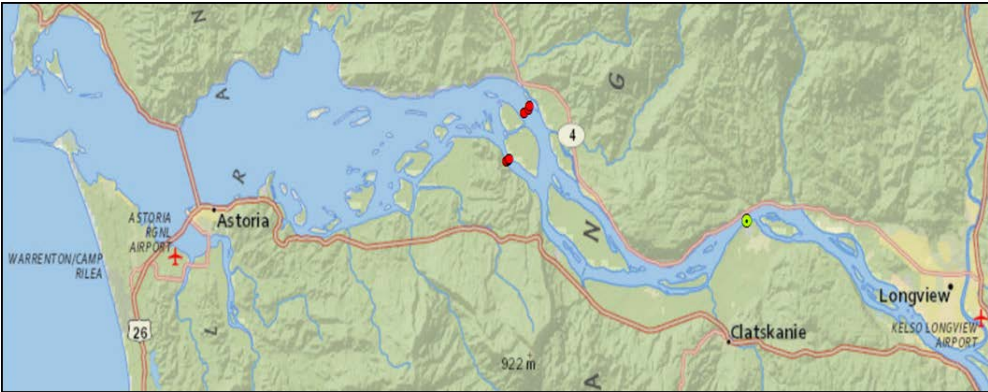 N
A
G
4
R
ASTORIA
RGNL
AIRPORT
Astoria
N
WARRENTON/CAMP
RILEA
Longview
26
L
KELSO LONGVIEW
AIRPORT
Clatskanie
922 m
A